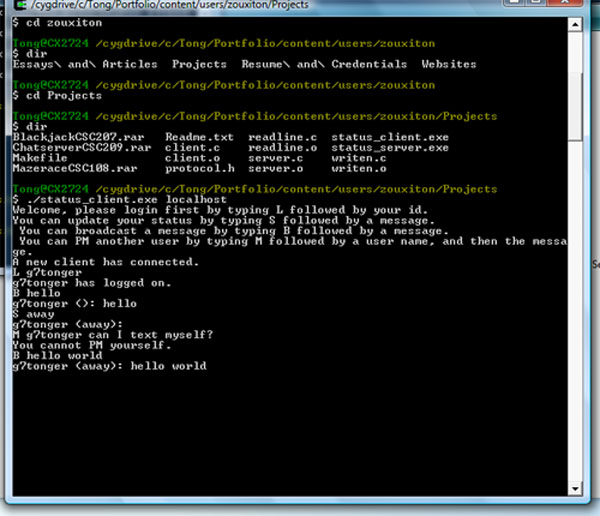 /cygdrive/c/Tong/Portfolio/content/users/zouxiton/Projects
$ cd zouxiton
Tong@CX2724 /cygdrive/c/Tong/Portfolio/content/users/zouxiton
$ dir
Essays\ and\ Articles  Projects  Resume\ and\ Credentials  Websites
Tong@CX2724 /cygdrive/c/Tong/Portfolio/content/users/zouxiton
$ cd Projects
Tong@CX2724 /cygdrive/c/Tong/Portfolio/content/users/zouxiton/Projects
$ dir
BlackjackCSC207.rar  Readme.txt  readline.c  status_client.exe
ChatserverCSC209.rar  client.c  readline.o  status_server.exe
Makefile  client.o  server.c  writen.c
MazeraceCSC108.rar  protocol.h  server.o  writen.o
Tong@CX2724 /cygdrive/c/Tong/Portfolio/content/users/zouxiton/Projects
$ ./status_client.exe localhost
Welcome, please login first by typing L followed by your id.
You can update your status by typing S followed by a message.
 You can broadcast a message by typing B followed by a message.
 You can PM another user by typing M followed by a user name, and then the messa
ge.
A new client has connected.
L g7tonger
g7tonger has logged on.
B hello
g7tonger (): hello
S away
g7tonger (away):
M g7tonger can I text myself?
You cannot PM yourself.
B hello world
g7tonger (away): hello world